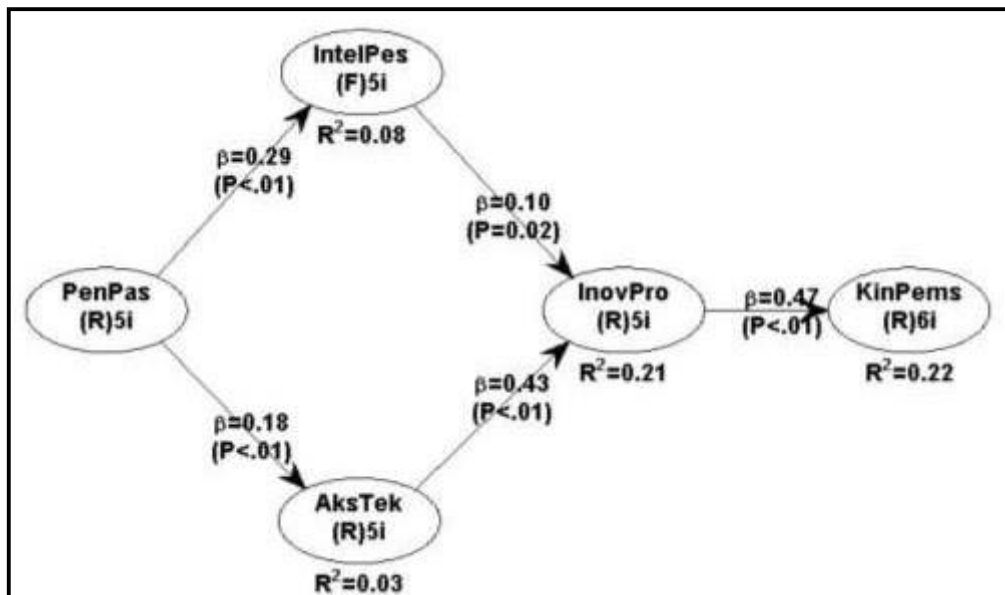 IntelPes
(F)5i
R²=0.08
β=0.29
(P<.01)
β=0.10
(P=0.02)
PenPas
(R)5i
InovPro
(R)5i
R²=0.21
β=0.47
(P<.01)
KinPems
(R)6i
R²=0.22
β=0.18
(P<.01)
β=0.43
(P<.01)
AksTek
(R)5i
R²=0.03